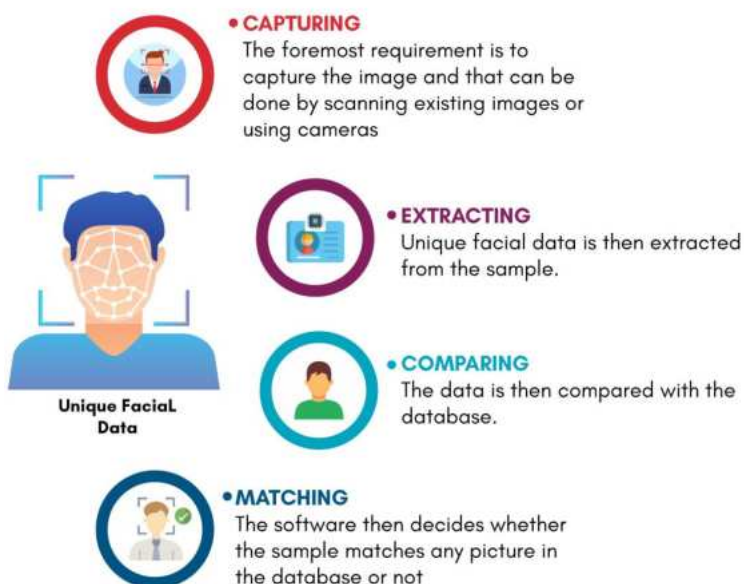 • CAPTURING
The foremost requirement is to
capture the image and that can be
done by scanning existing images or
using cameras
• EXTRACTING
Unique facial data is then extracted
from the sample.
• COMPARING
The data is then compared with the
database.
Unique FaciaL
Data
• MATCHING
The software then decides whether
the sample matches any picture in
the database or not